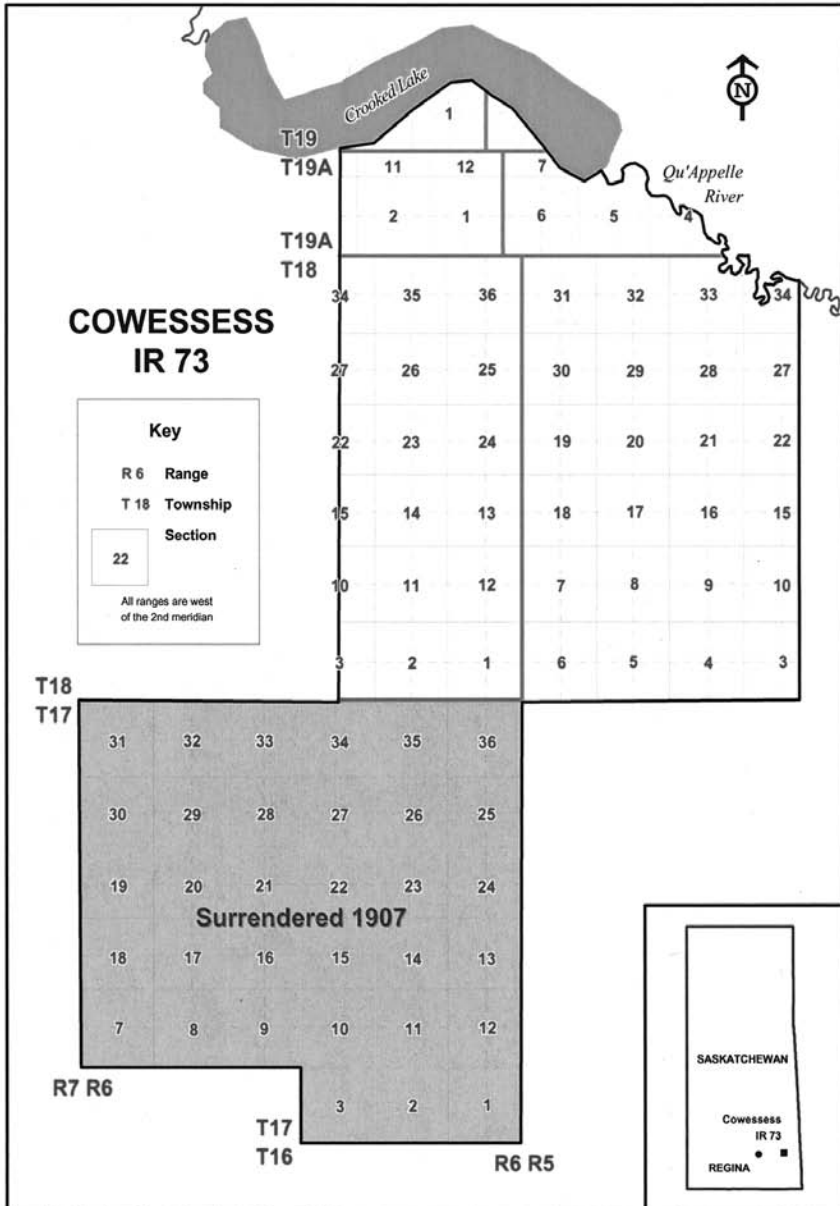 Crooked Lake
N
1
T19
T19A
11 12 7
Qu'Appelle
River
2 1 6 5 4
T19A
T18
34 35 36 31 32 33 34
COWESSESS
IR 73
27 26 25 30 29 28 27
Key
R 6 Range
T 18 Township
Section
22
All ranges are west
of the 2nd meridian
22 23 24 19 20 21 22
15 14 13 18 17 16 15
10 11 12 7 8 9 10
3 2 1 6 5 4 3
T18
T17
31 32 33 34 35 36
30 29 28 27 26 25
19 20 21 22 23 24
Surrendered 1907
18 17 16 15 14 13
7 8 9 10 11 12
R7 R6
3 2 1
T17
T16
R6 R5
SASKATCHEWAN
Cowessess
IR 73
REGINA